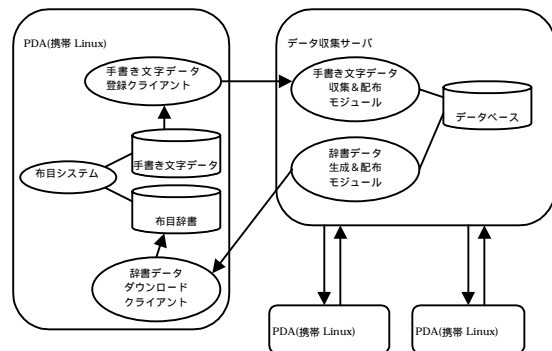 PDA(携帯 Linux)
手書き文字データ
登録クライアント
手書き文字データ
布目システム
布目辞書
辞書データ
ダウンロード
クライアント
データ収集サーバ
手書き文字データ
収集&配布
モジュール
データベース
辞書データ
生成&配布
モジュール
PDA(携帯 Linux)
PDA(携帯 Linux)